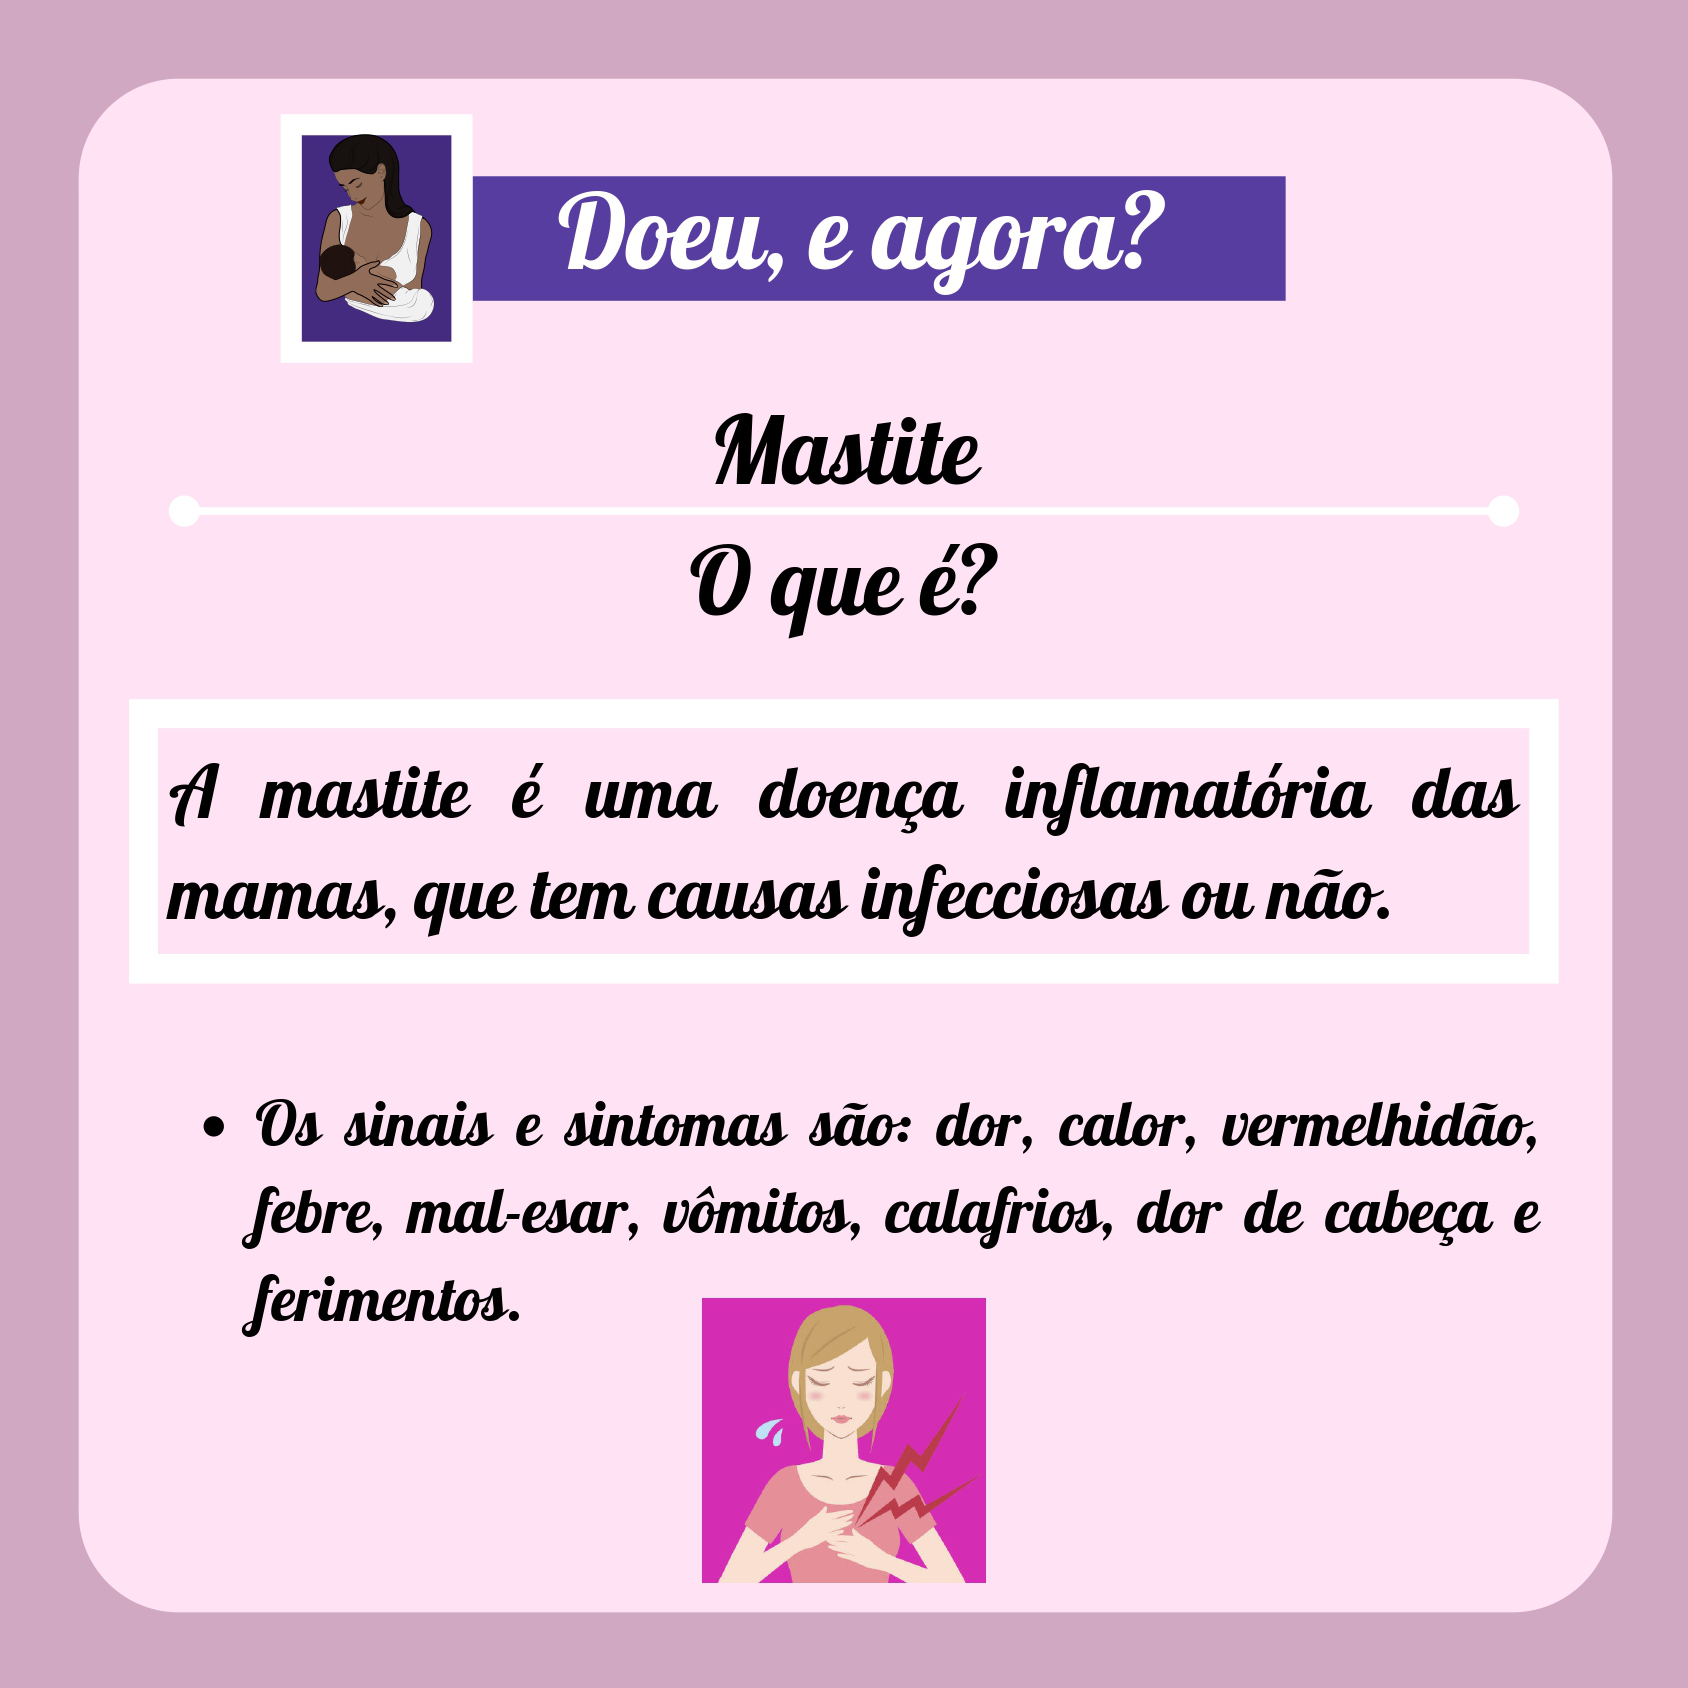 Doeu, e agora?
Mastite
O que é?
A mastite é uma doença inflamatória das
mamas, que tem causas infecciosas ou não.
• Os sinais e sintomas são: dor, calor, vermelhidão,
febre, mal-esar, vômitos, calafrios, dor de cabeça e
ferimentos.